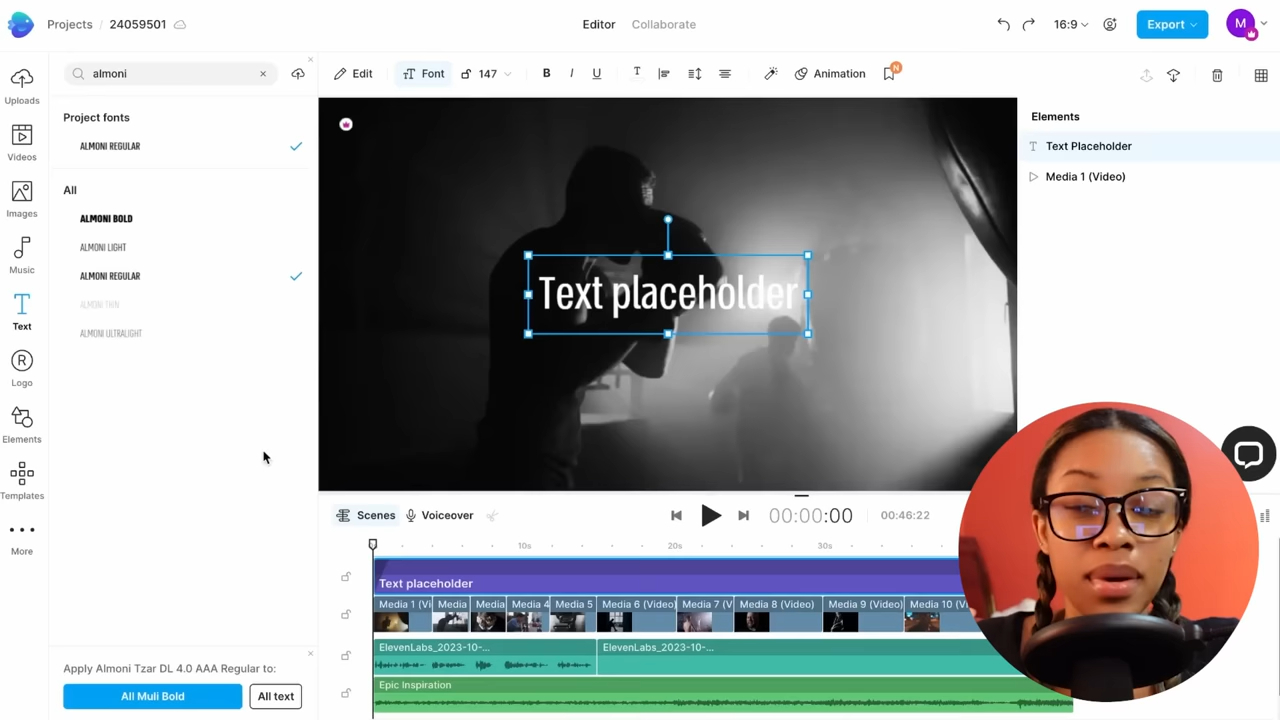 Projects / 24059501
Editor
Collaborate
16:9
Export
M
Uploads
Videos
Images
Music
Text
Logo
Elements
Templates
More
almoni
Project fonts
ALMONI REGULAR
All
ALMONI BOLD
ALMONI LIGHT
ALMONI REGULAR
ALMONI THIN
ALMONI ULTRALIGHT
Apply Almoni Tzar DL 4.0 AAA Regular to:
All Muli Bold
All text
Edit
Font
147
B
I
U
T
Animation
N
Text placeholder
Elements
Text Placeholder
Media 1 (Video)
Scenes
Voiceover
00:00:00
00:46:22
10s
20s
30s
Text placeholder
Media 1 (Vi
Media
Media
Media 4
Media 5
Media 6 (Video)
Media 7 (V
Media 8 (Video)
Media 9 (Video)
Media 10 (V
ElevenLabs_2023-10-...
ElevenLabs_2023-10-...
Epic Inspiration